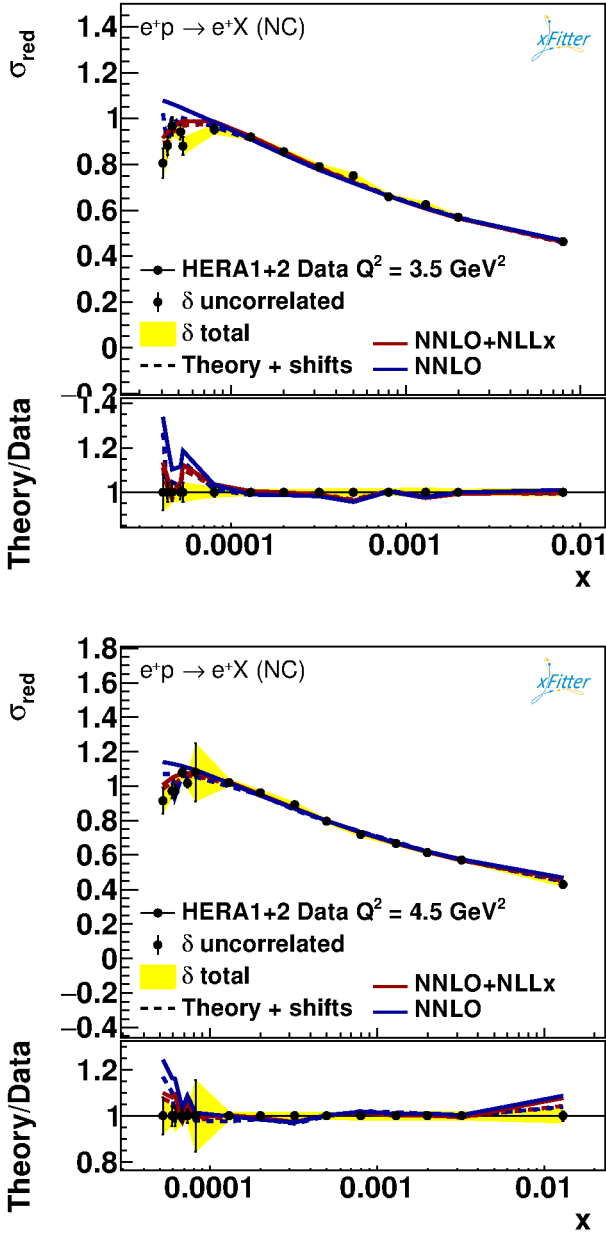 σred
e+p → e+X (NC)
xFitter
1.4
1.2
1
0.8
0.6
0.4
0.2
0
−0.2
HERA1+2 Data Q2 = 3.5 GeV2
δ uncorrelated
δ total
Theory + shifts
NNLO+NLLx
NNLO
Theory/Data
1.4
1.2
1
0.0001 0.001 0.01
x
σred
e+p → e+X (NC)
xFitter
1.8
1.6
1.4
1.2
1
0.8
0.6
0.4
0.2
0
−0.2
−0.4
HERA1+2 Data Q2 = 4.5 GeV2
δ uncorrelated
δ total
Theory + shifts
NNLO+NLLx
NNLO
Theory/Data
1.2
1
0.8
0.0001 0.001 0.01
x